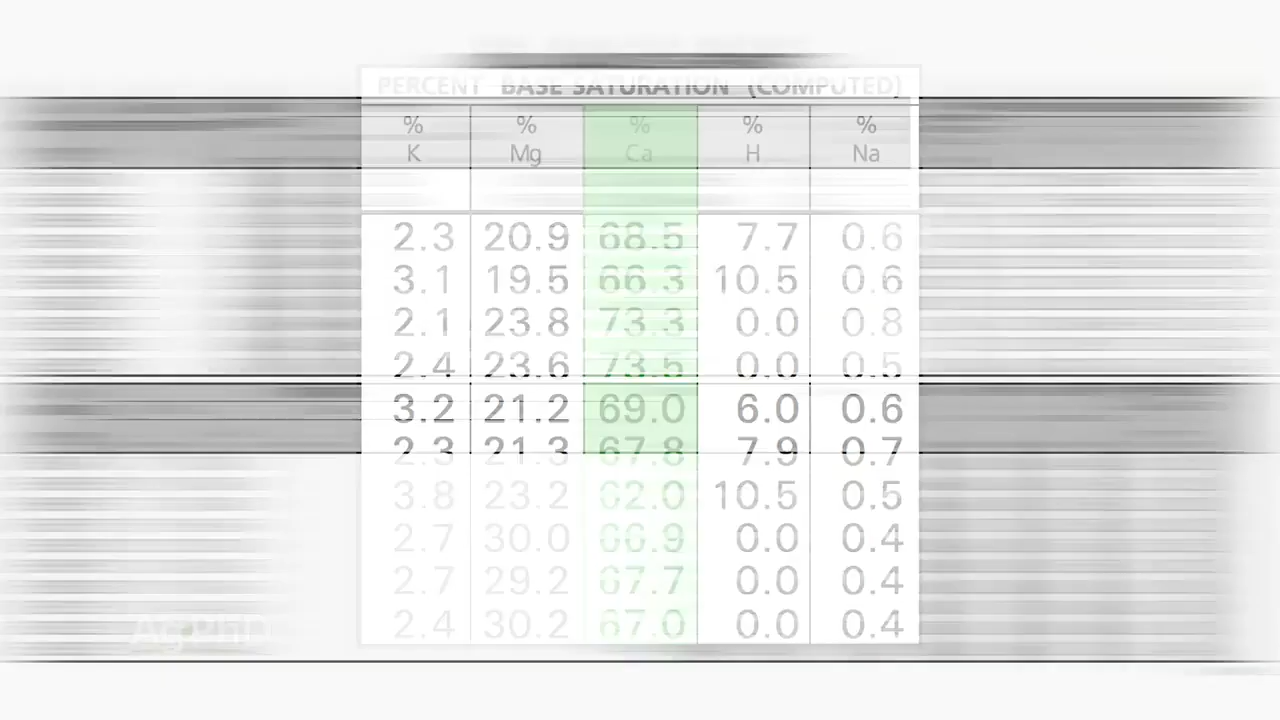 PERCENT BASE SATURATION (COMPUTED)
% % % % %
K Mg Ca H Na
2.3 20.9 68.5 7.7 0.6
3.1 19.5 66.3 10.5 0.6
2.1 23.8 73.3 0.0 0.8
2.4 23.6 73.5 0.0 0.5
3.2 21.2 69.0 6.0 0.6
2.3 21.3 67.8 7.9 0.7
3.8 23.2 62.0 10.5 0.5
2.7 30.0 66.9 0.0 0.4
2.7 29.2 67.7 0.0 0.4
2.4 30.2 67.0 0.0 0.4
Ag PhD